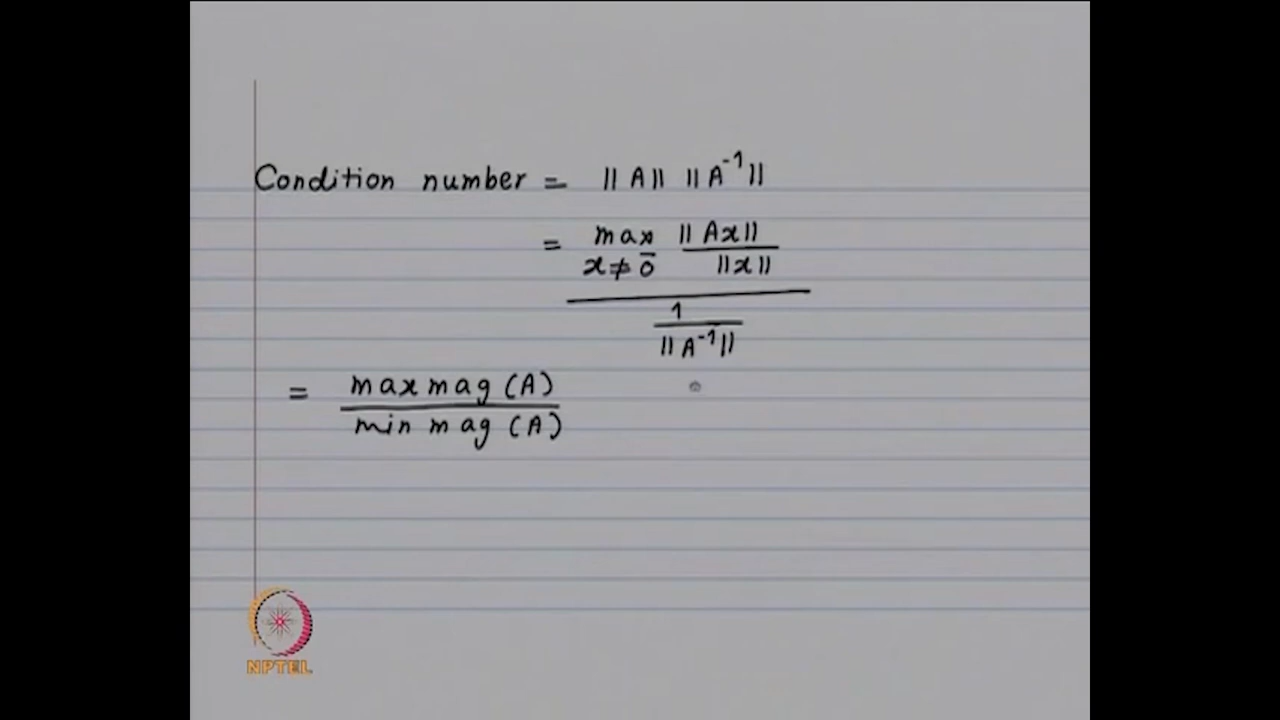 Condition number = || A || || A⁻¹ ||
= max || Ax ||
x ≠ 0̅ || x ||
1
|| A⁻¹ ||
= max mag (A)
min mag (A)
NPTEL